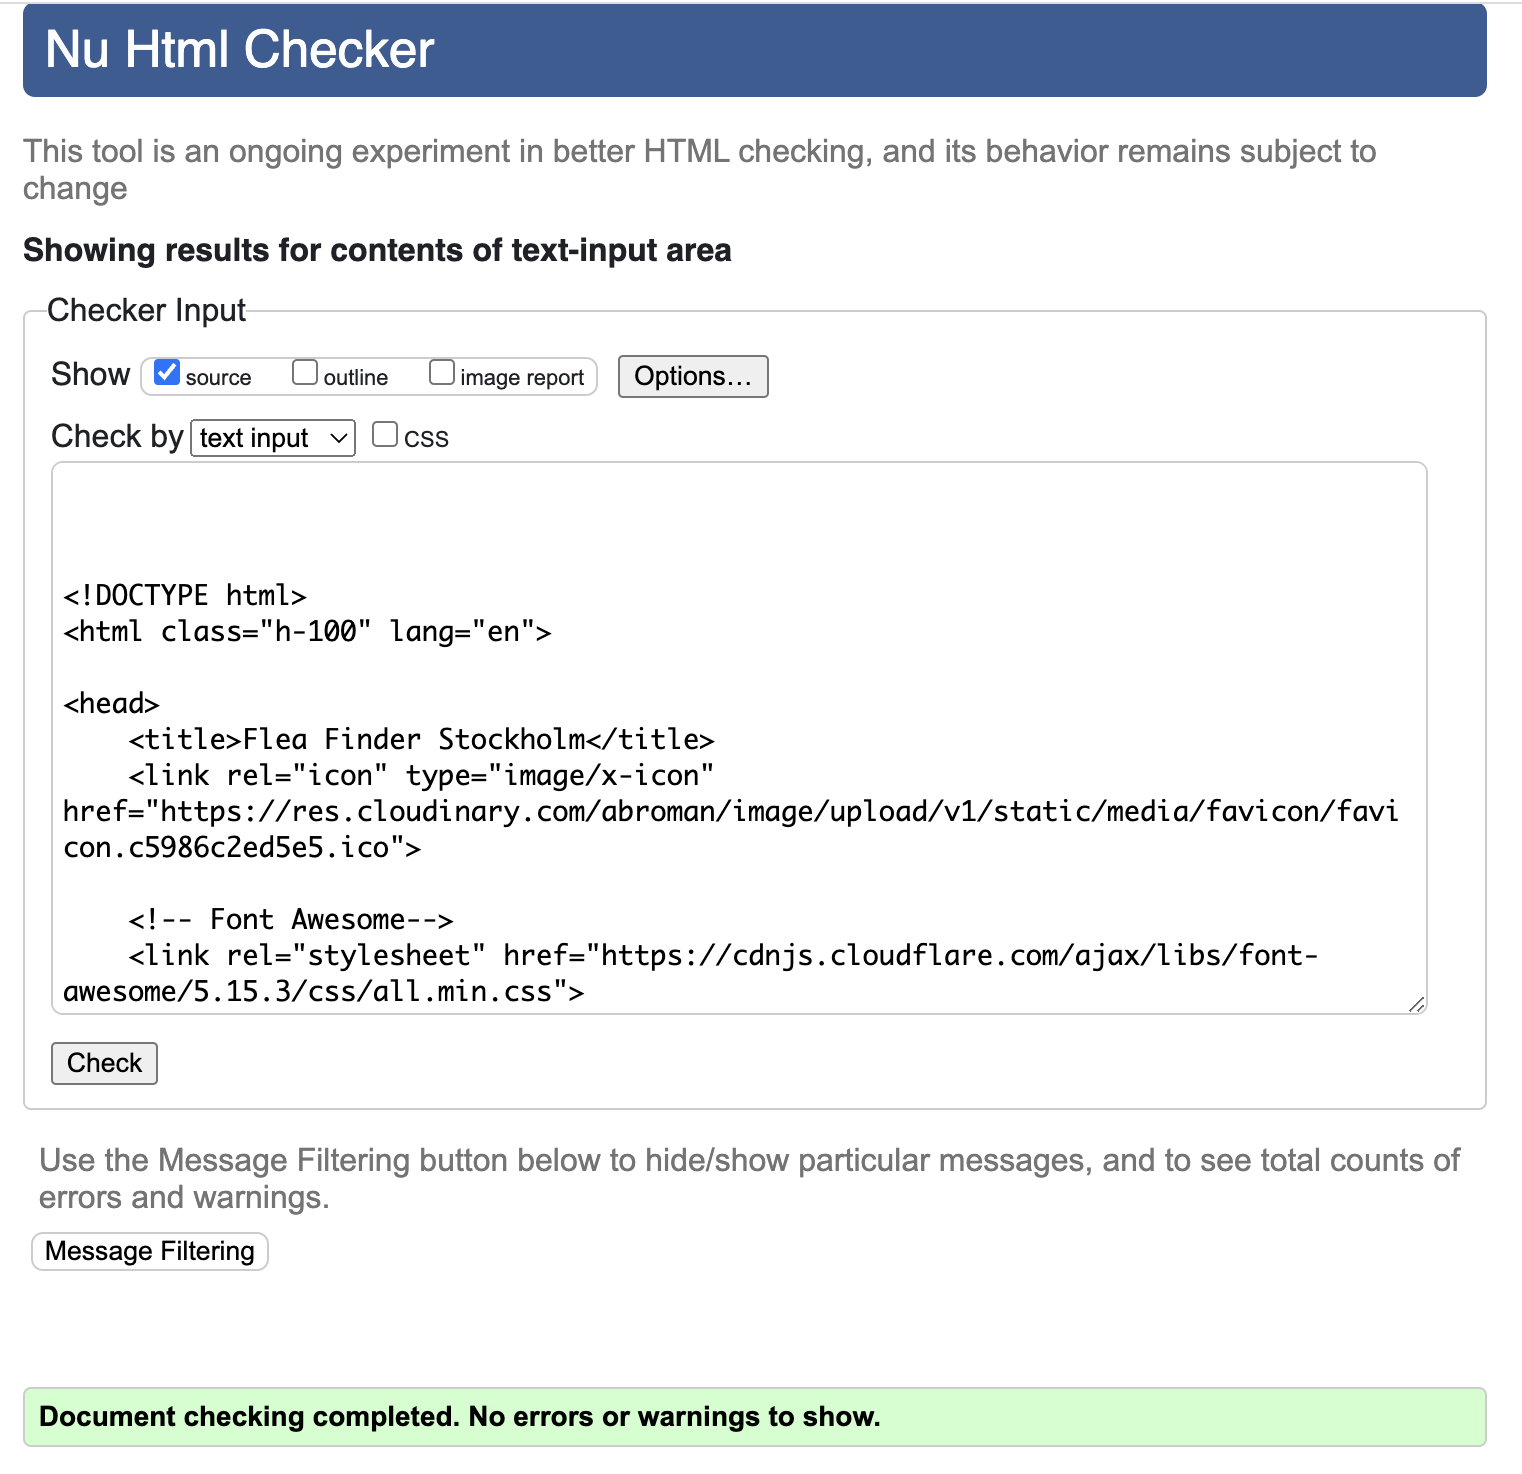 Nu Html Checker
This tool is an ongoing experiment in better HTML checking, and its behavior remains subject to
change
Showing results for contents of text-input area
Checker Input
Show source outline image report Options...
Check by text input css
<!DOCTYPE html>
<html class="h-100" lang="en">
<head>
<title>Flea Finder Stockholm</title>
<link rel="icon" type="image/x-icon"
href="https://res.cloudinary.com/abroman/image/upload/v1/static/media/favicon/favi
con.c5986c2ed5e5.ico">
<!-- Font Awesome-->
<link rel="stylesheet" href="https://cdnjs.cloudflare.com/ajax/libs/font-
awesome/5.15.3/css/all.min.css">
Check
Use the Message Filtering button below to hide/show particular messages, and to see total counts of
errors and warnings.
Message Filtering
Document checking completed. No errors or warnings to show.